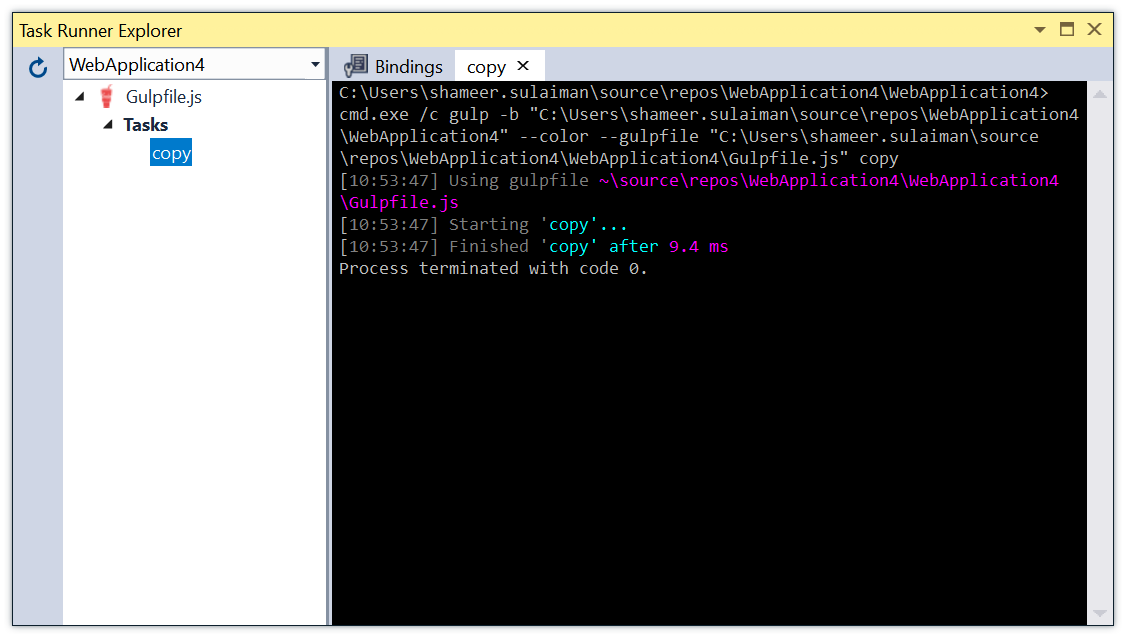 Task Runner Explorer
WebApplication4
Gulpfile.js
Tasks
copy
Bindings
copy
C:\Users\shameer.sulaiman\source\repos\WebApplication4\WebApplication4>
cmd.exe /c gulp -b "C:\Users\shameer.sulaiman\source\repos\WebApplication4
\WebApplication4" --color --gulpfile "C:\Users\shameer.sulaiman\source
\repos\WebApplication4\WebApplication4\Gulpfile.js" copy
[10:53:47] Using gulpfile ~\source\repos\WebApplication4\WebApplication4
\Gulpfile.js
[10:53:47] Starting 'copy'...
[10:53:47] Finished 'copy' after 9.4 ms
Process terminated with code 0.